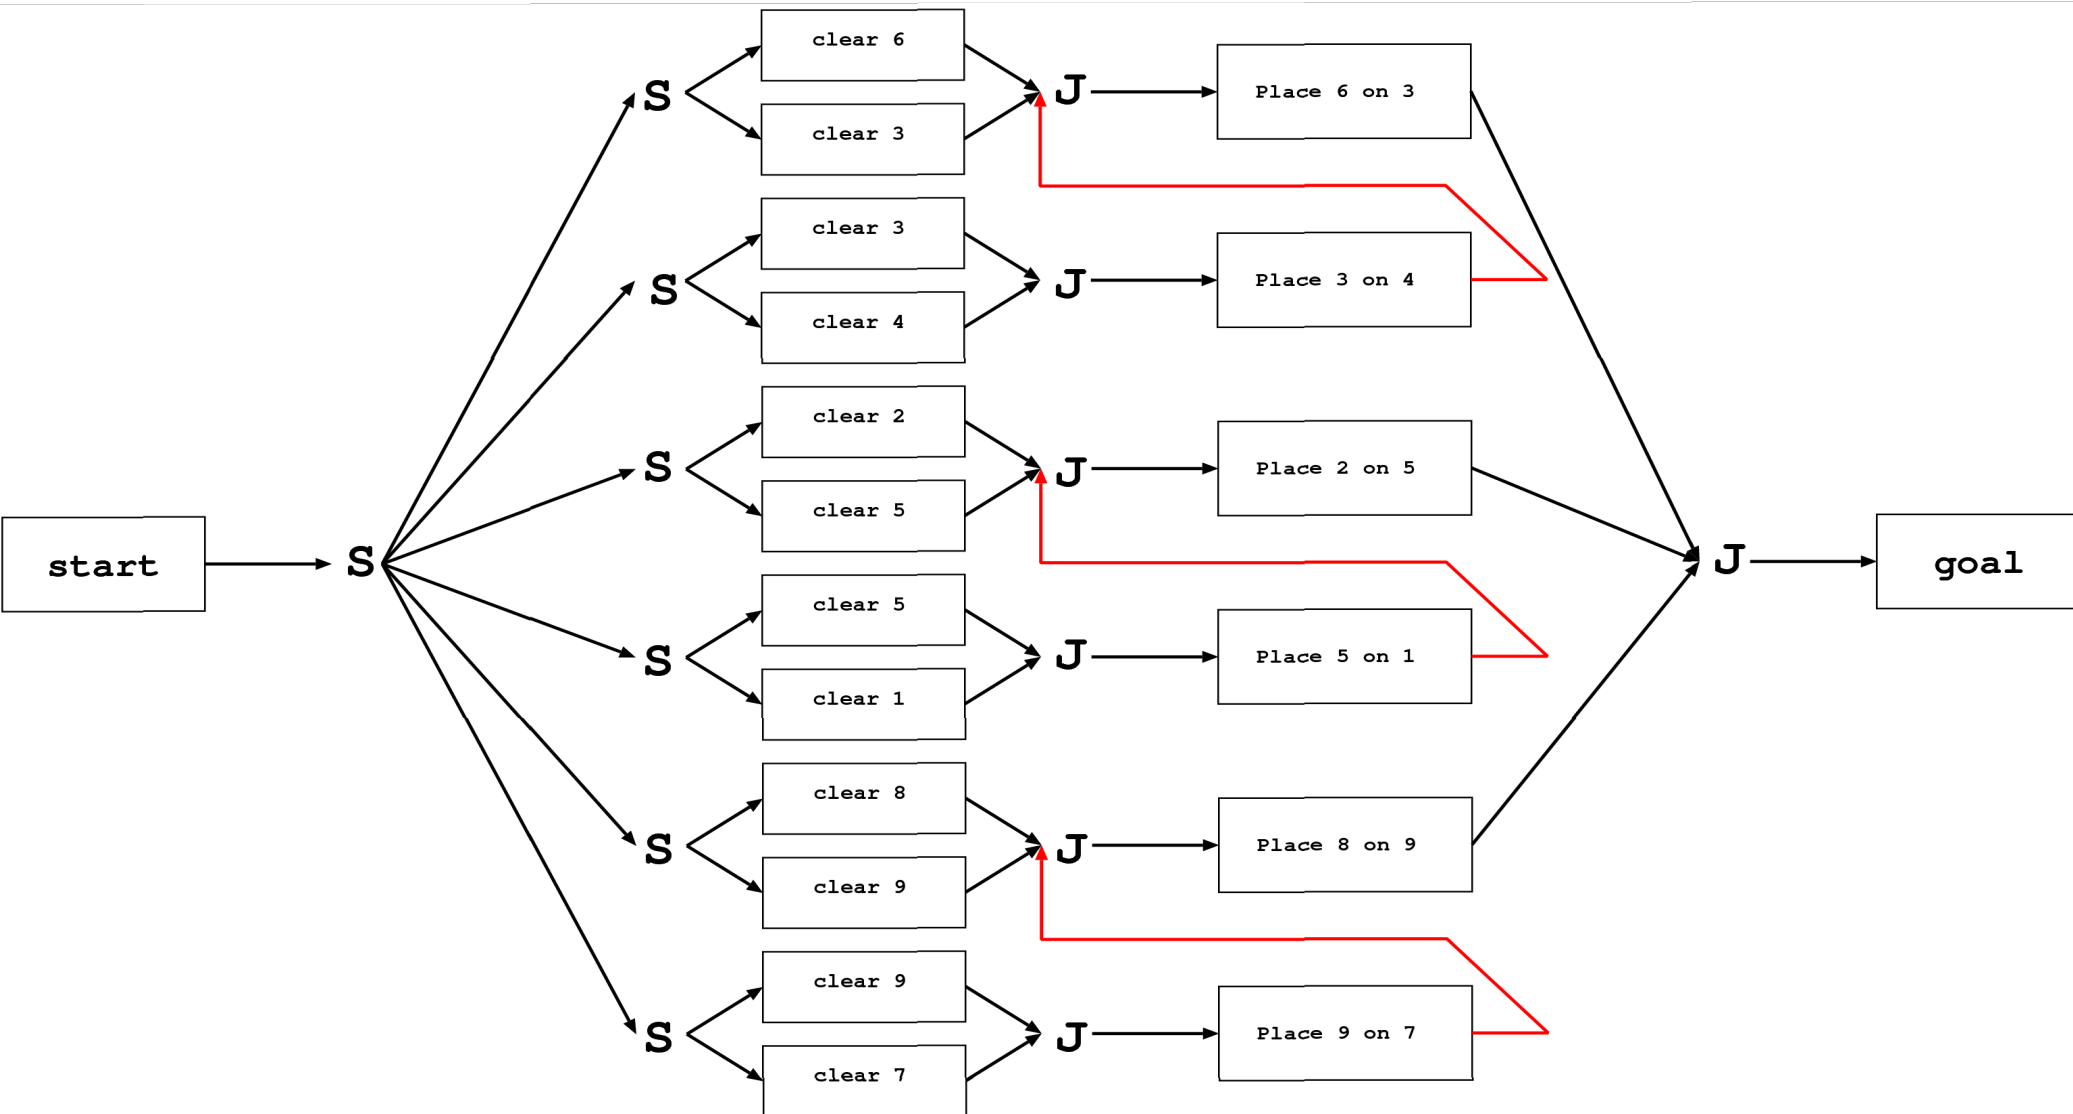 start
S
S
clear 6
clear 3
J
Place 6 on 3
S
clear 3
clear 4
J
Place 3 on 4
S
clear 2
clear 5
J
Place 2 on 5
S
clear 5
clear 1
J
Place 5 on 1
S
clear 8
clear 9
J
Place 8 on 9
S
clear 9
clear 7
J
Place 9 on 7
J
goal